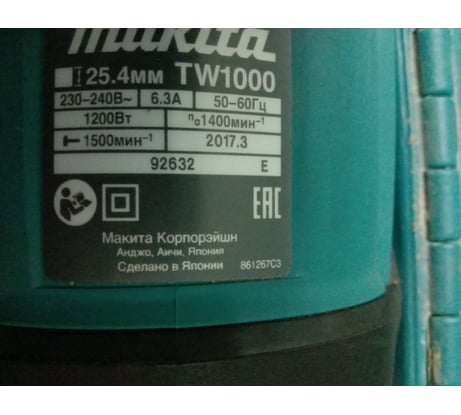 makita
25.4мм TW1000
230-240В~ 6.3А 50-60Гц
1200Вт n₀1400мин⁻¹
1500мин⁻¹ 2017.3
92632 E
EAC
Макита Корпорэйшн
Анджо, Аичи, Япония
Сделано в Японии 861267C3